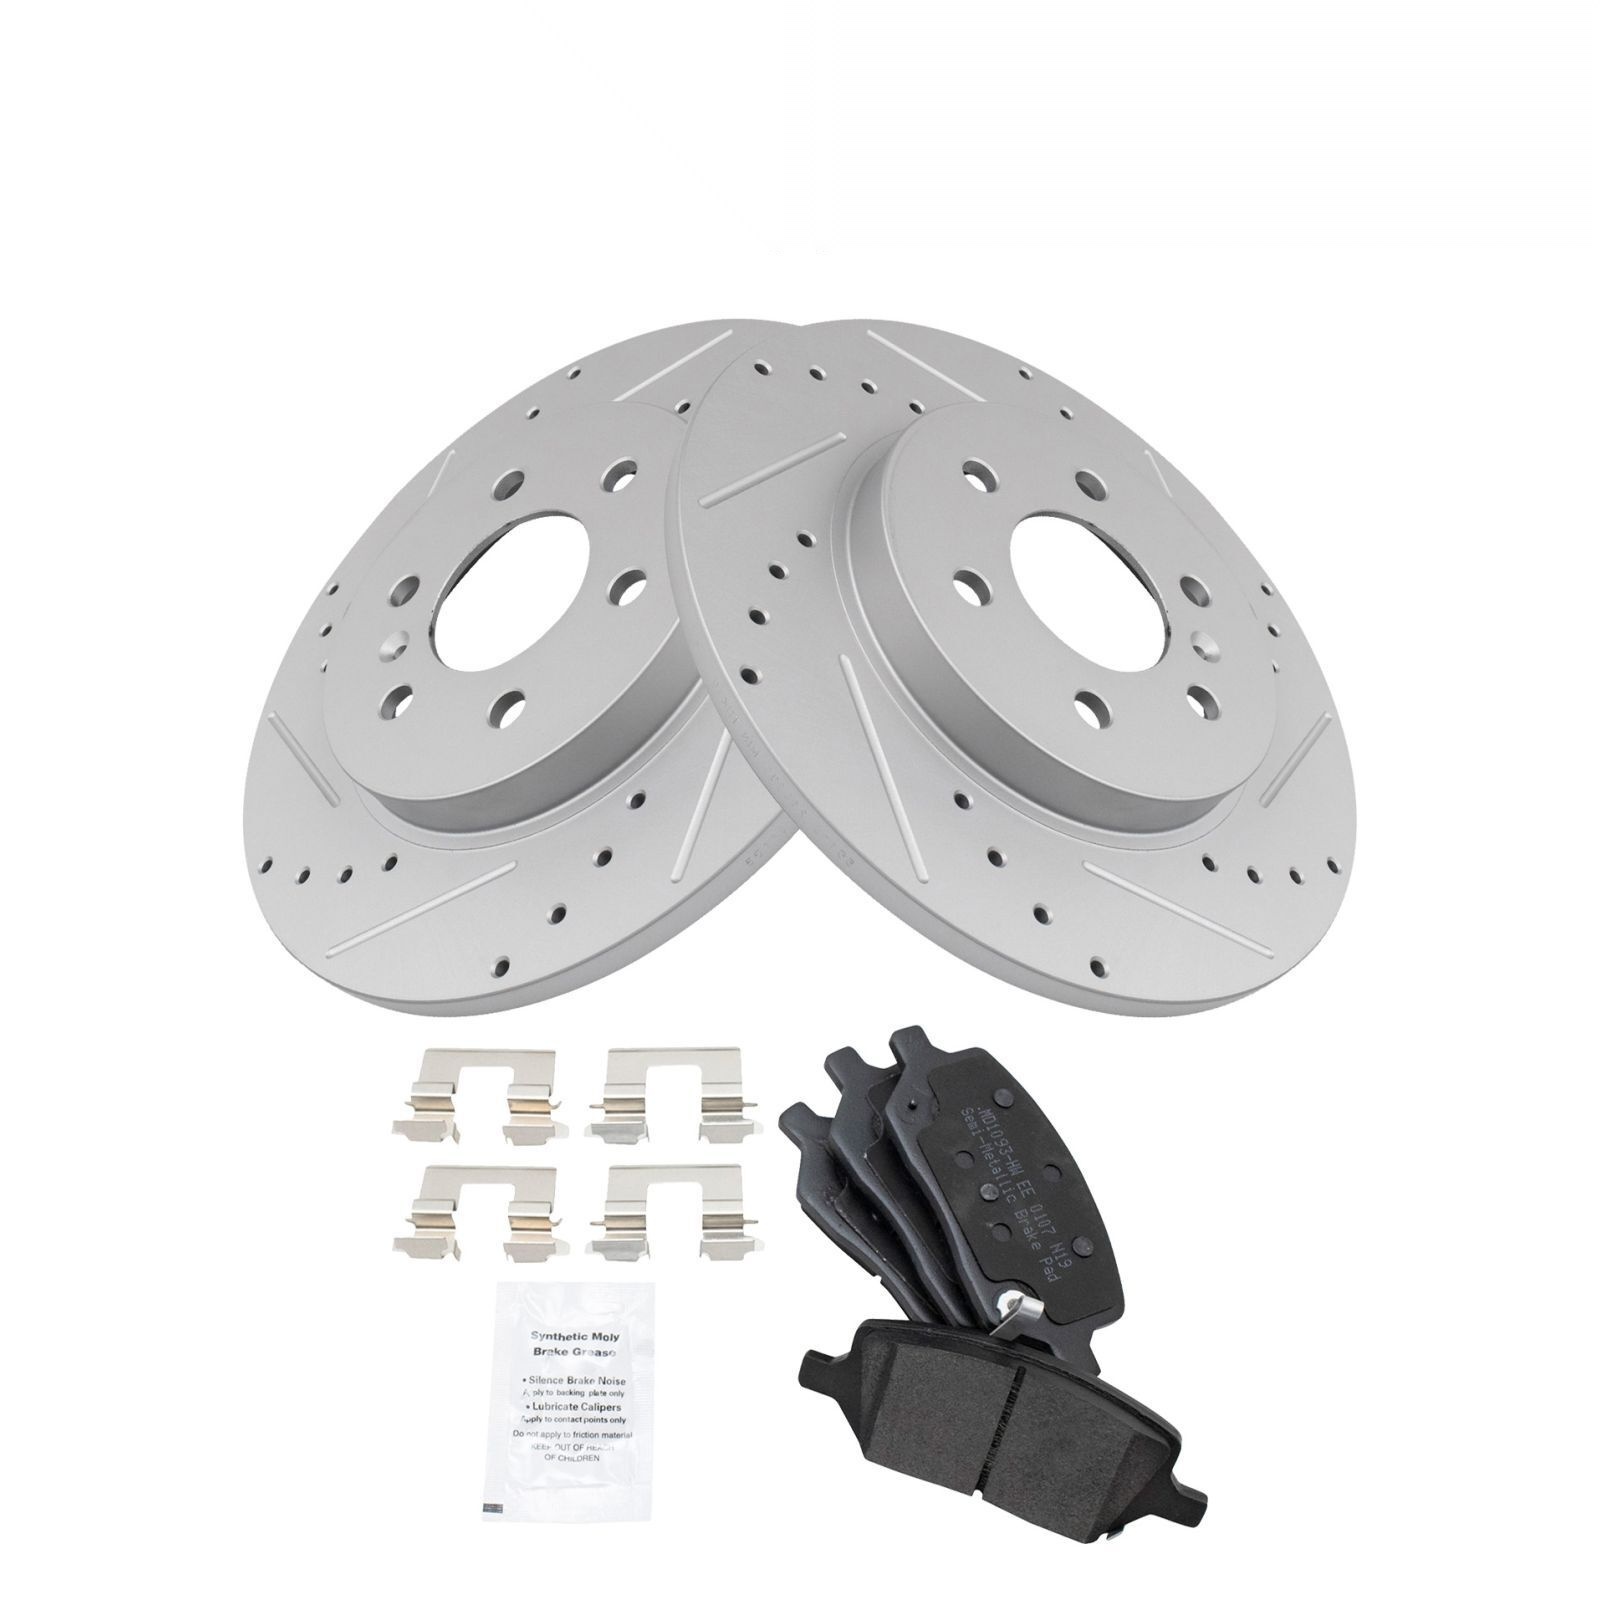 .MD1093-HW EE 0107 N19
Semi-Metallic Brake Pad
Synthetic Moly
Brake Grease
• Silence Brake Noise
Apply to backing plate only
• Lubricate Calipers
Apply to contact points only
Do not apply to friction material
KEEP OUT OF REACH
OF CHILDREN